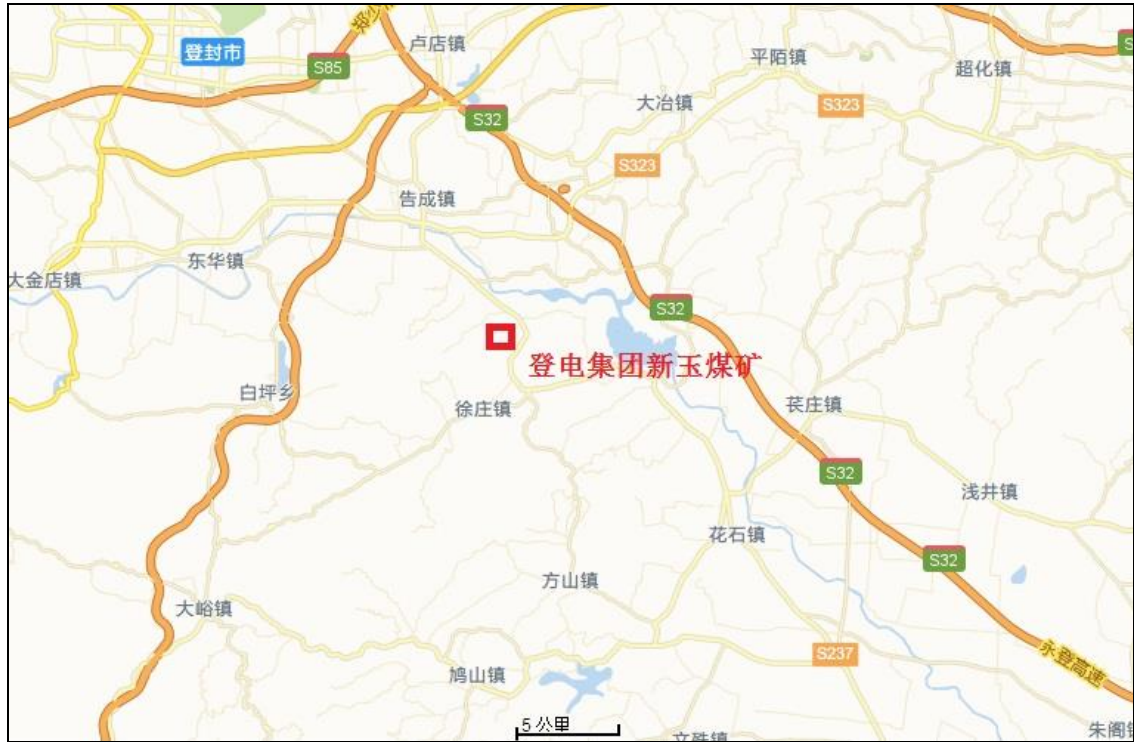 卢店镇
登封市
S85
平陌镇
超化镇
大冶镇
S323
S32
S323
告成镇
东华镇
大金店镇
S32
登电集团新玉煤矿
白坪乡
徐庄镇
苌庄镇
S32
浅井镇
花石镇
S32
方山镇
大峪镇
S237
永登高速
鸠山镇
5公里
朱阁